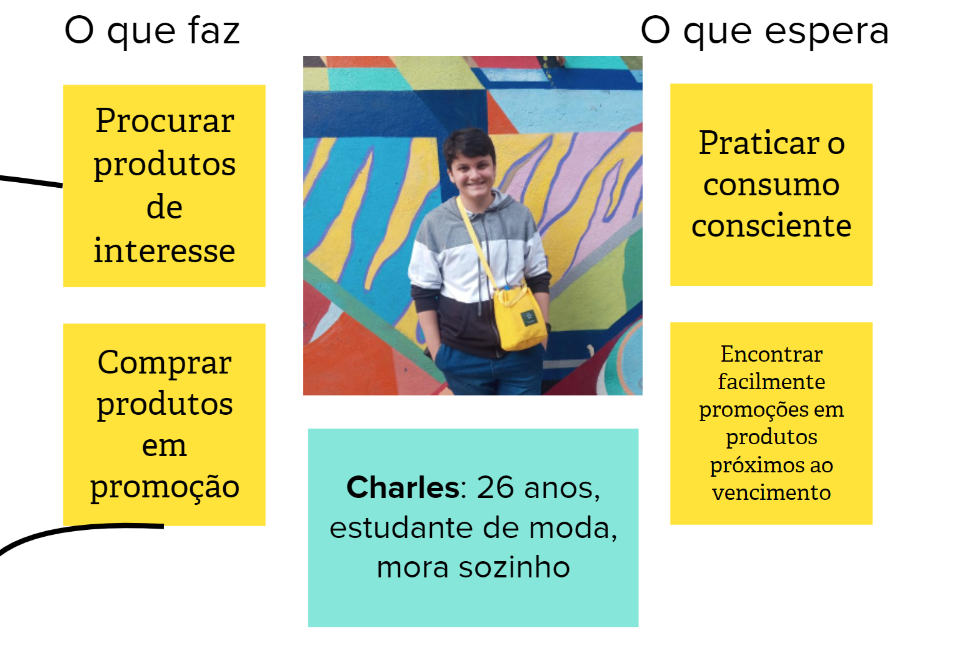 O que faz
O que espera
Procurar
produtos
de
interesse
Praticar o
consumo
consciente
Comprar
produtos
em
promoção
Encontrar
facilmente
promoções em
produtos
próximos ao
vencimento
Charles: 26 anos,
estudante de moda,
mora sozinho